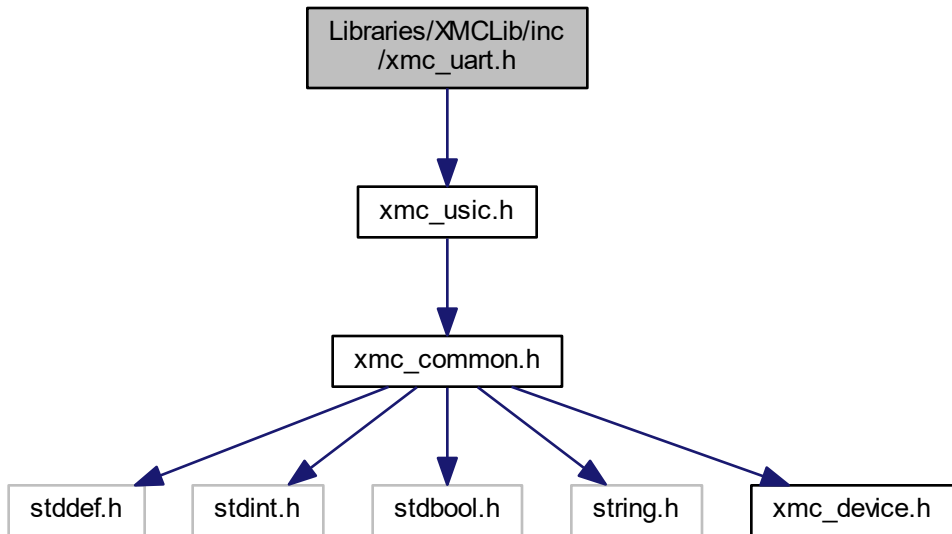 Libraries/XMCLib/inc
/xmc_uart.h
xmc_usic.h
xmc_common.h
stddef.h
stdint.h
stdbool.h
string.h
xmc_device.h